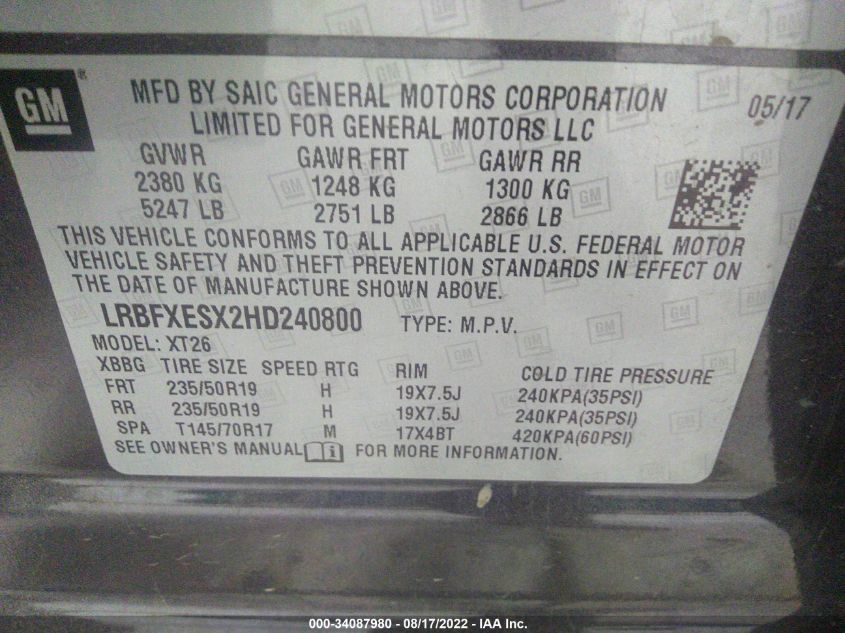 GM ®
MFD BY SAIC GENERAL MOTORS CORPORATION 05/17
LIMITED FOR GENERAL MOTORS LLC
GVWR GAWR FRT GAWR RR
2380 KG 1248 KG 1300 KG
5247 LB 2751 LB 2866 LB
THIS VEHICLE CONFORMS TO ALL APPLICABLE U.S. FEDERAL MOTOR
VEHICLE SAFETY AND THEFT PREVENTION STANDARDS IN EFFECT ON
THE DATE OF MANUFACTURE SHOWN ABOVE.
LRBFXESX2HD240800 TYPE: M.P.V.
MODEL: XT26
XBBG TIRE SIZE SPEED RTG RIM COLD TIRE PRESSURE
FRT 235/50R19 H 19X7.5J 240KPA(35PSI)
RR 235/50R19 H 19X7.5J 240KPA(35PSI)
SPA T145/70R17 M 17X4BT 420KPA(60PSI)
SEE OWNER'S MANUAL FOR MORE INFORMATION.
000-34087980 - 08/17/2022 - IAA Inc.